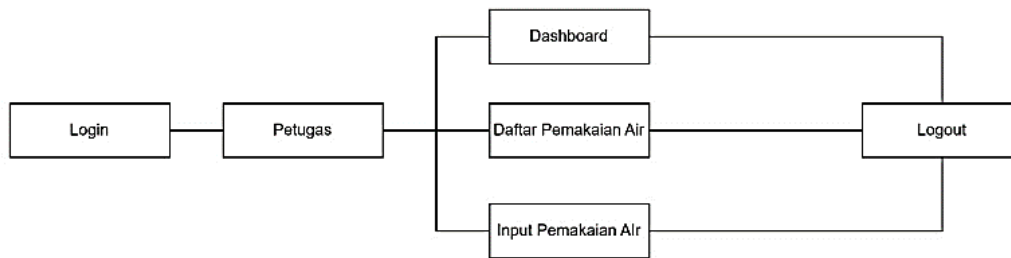 Dashboard
Login
Petugas
Daftar Pemakaian Air
Logout
Input Pemakaian AIr